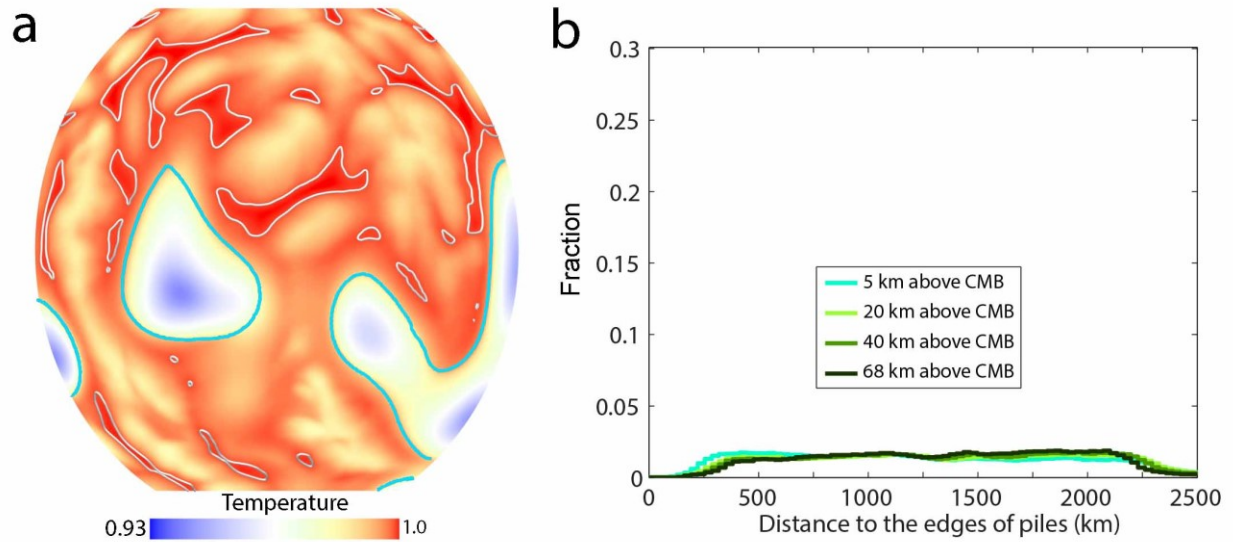 a
Temperature
0.93
1.0
b
0.3
0.25
0.2
0.15
0.1
0.05
0
Fraction
5 km above CMB
20 km above CMB
40 km above CMB
68 km above CMB
0 500 1000 1500 2000 2500
Distance to the edges of piles (km)